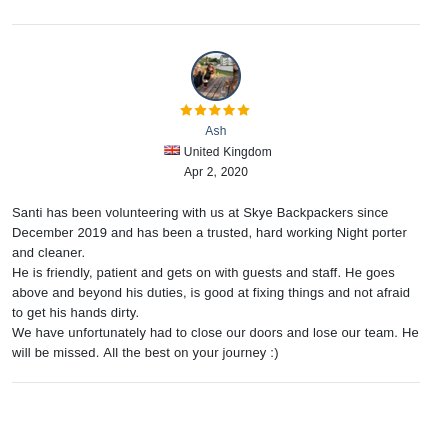 Ash
United Kingdom
Apr 2, 2020
Santi has been volunteering with us at Skye Backpackers since
December 2019 and has been a trusted, hard working Night porter
and cleaner.
He is friendly, patient and gets on with guests and staff. He goes
above and beyond his duties, is good at fixing things and not afraid
to get his hands dirty.
We have unfortunately had to close our doors and lose our team. He
will be missed. All the best on your journey :)